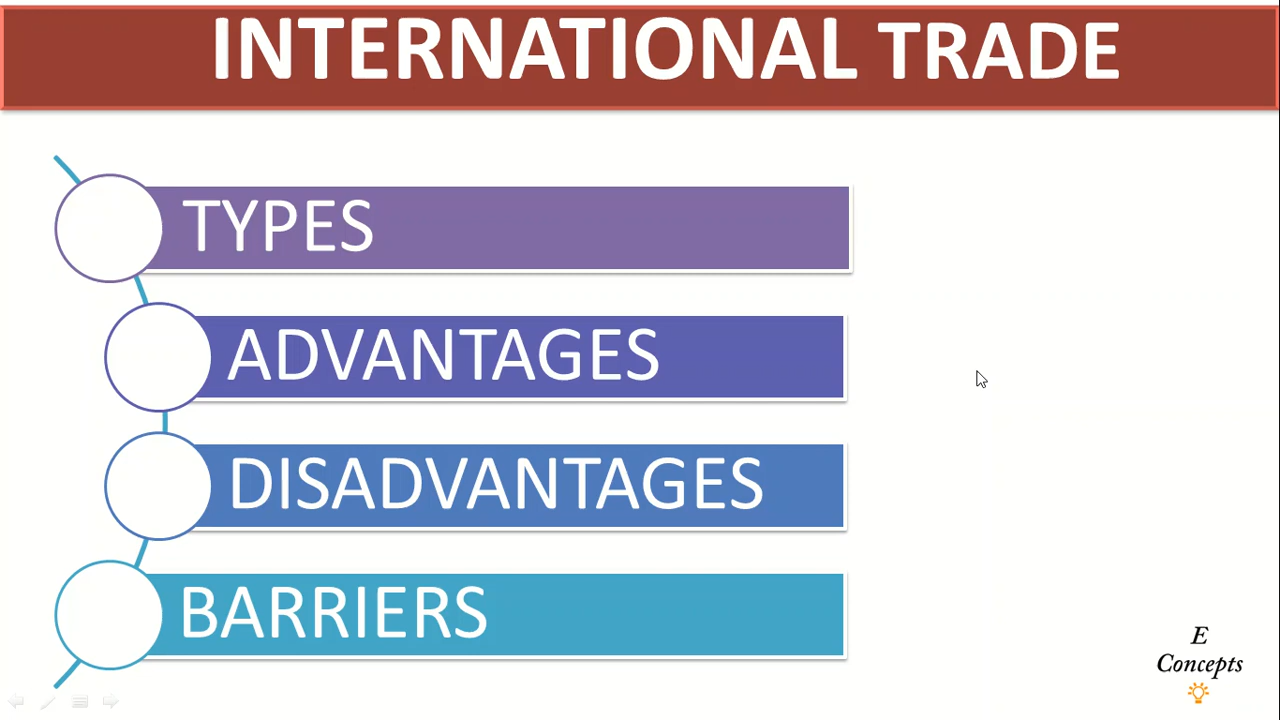 INTERNATIONAL TRADE
TYPES
ADVANTAGES
DISADVANTAGES
BARRIERS
E
Concepts